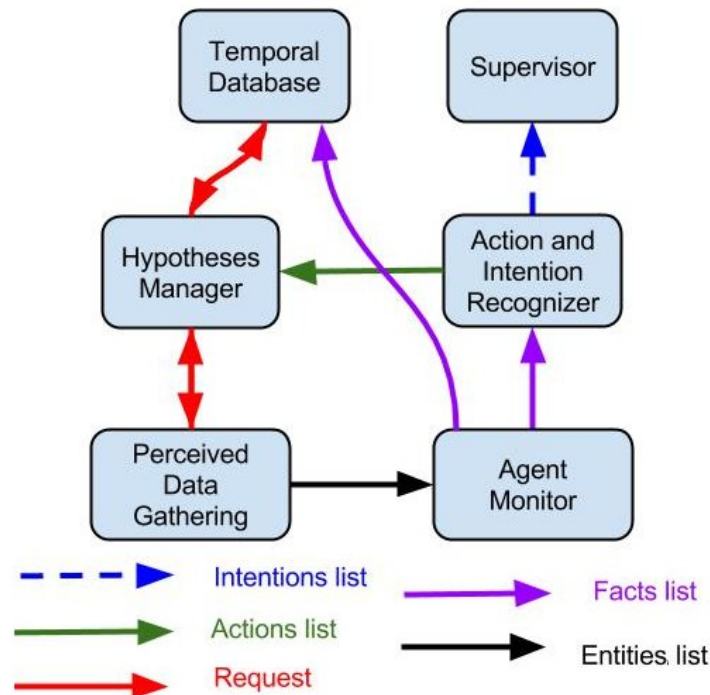 Temporal
Database
Supervisor
Hypotheses
Manager
Action and
Intention
Recognizer
Perceived
Data
Gathering
Agent
Monitor
Intentions list
Facts list
Actions list
Entities list
Request